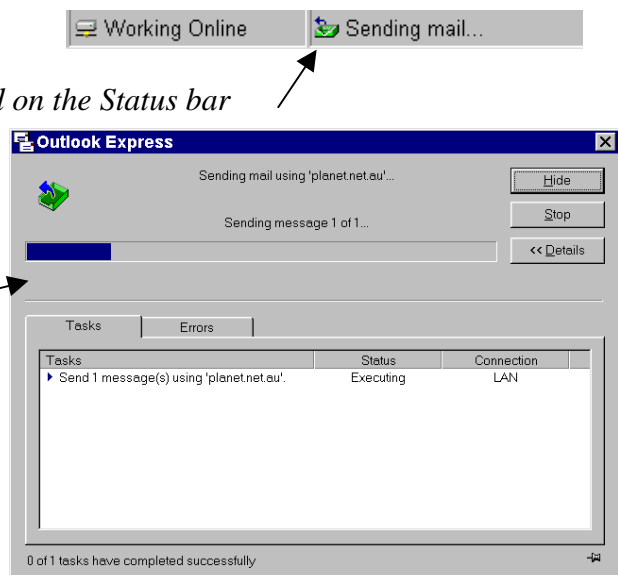 Working Online Sending mail...
on the Status bar
Outlook Express
Sending mail using 'planet.net.au'...
Hide
Sending message 1 of 1...
Stop
<< Details
Tasks Errors
Tasks Status Connection
Send 1 message(s) using 'planet.net.au'. Executing LAN
0 of 1 tasks have completed successfully